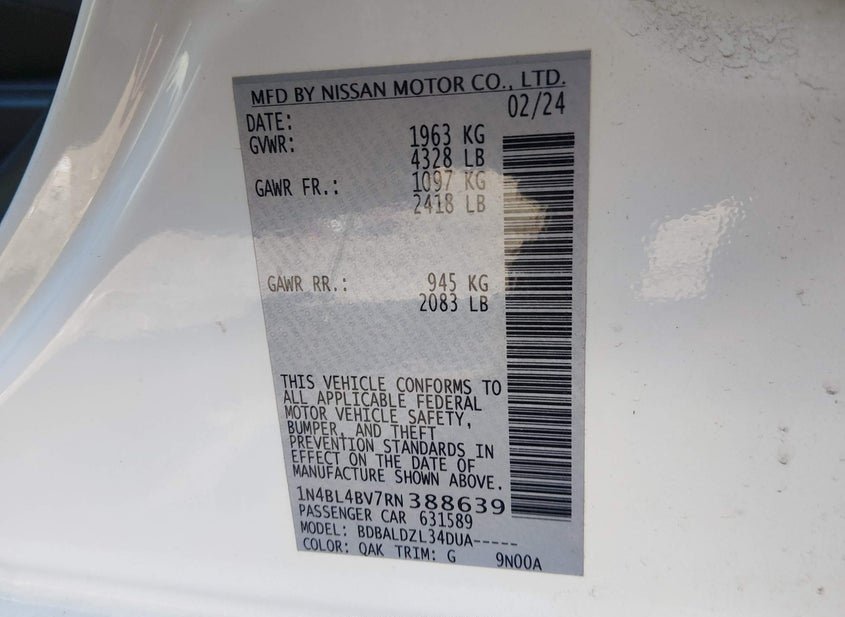 MFD BY NISSAN MOTOR CO., LTD.
DATE: 02/24
GVWR: 1963 KG
4328 LB
GAWR FR.: 1097 KG
2418 LB
GAWR RR.: 945 KG
2083 LB
THIS VEHICLE CONFORMS TO
ALL APPLICABLE FEDERAL
MOTOR VEHICLE SAFETY,
BUMPER, AND THEFT
PREVENTION STANDARDS IN
EFFECT ON THE DATE OF
MANUFACTURE SHOWN ABOVE.
1N4BL4BV7RN388639
PASSENGER CAR 631589
MODEL: BDBALDZL34DUA-----
COLOR: QAK TRIM: G 9N00A